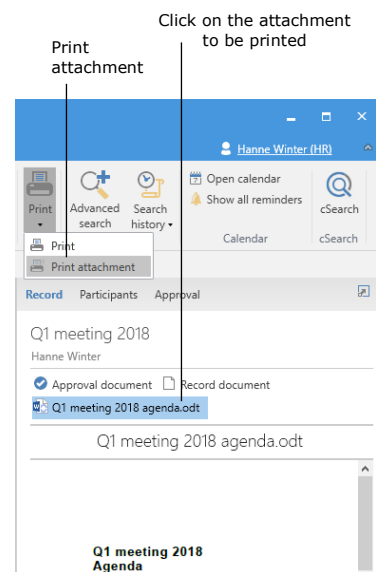 Click on the attachment
to be printed
Print
attachment
Hanne Winter (HR)
Print
Advanced
search
Search
history
Open calendar
Show all reminders
Calendar
cSearch
cSearch
Print
Print attachment
Record Participants Approval
Q1 meeting 2018
Hanne Winter
Approval document Record document
Q1 meeting 2018 agenda.odt
Q1 meeting 2018 agenda.odt
Q1 meeting 2018
Agenda